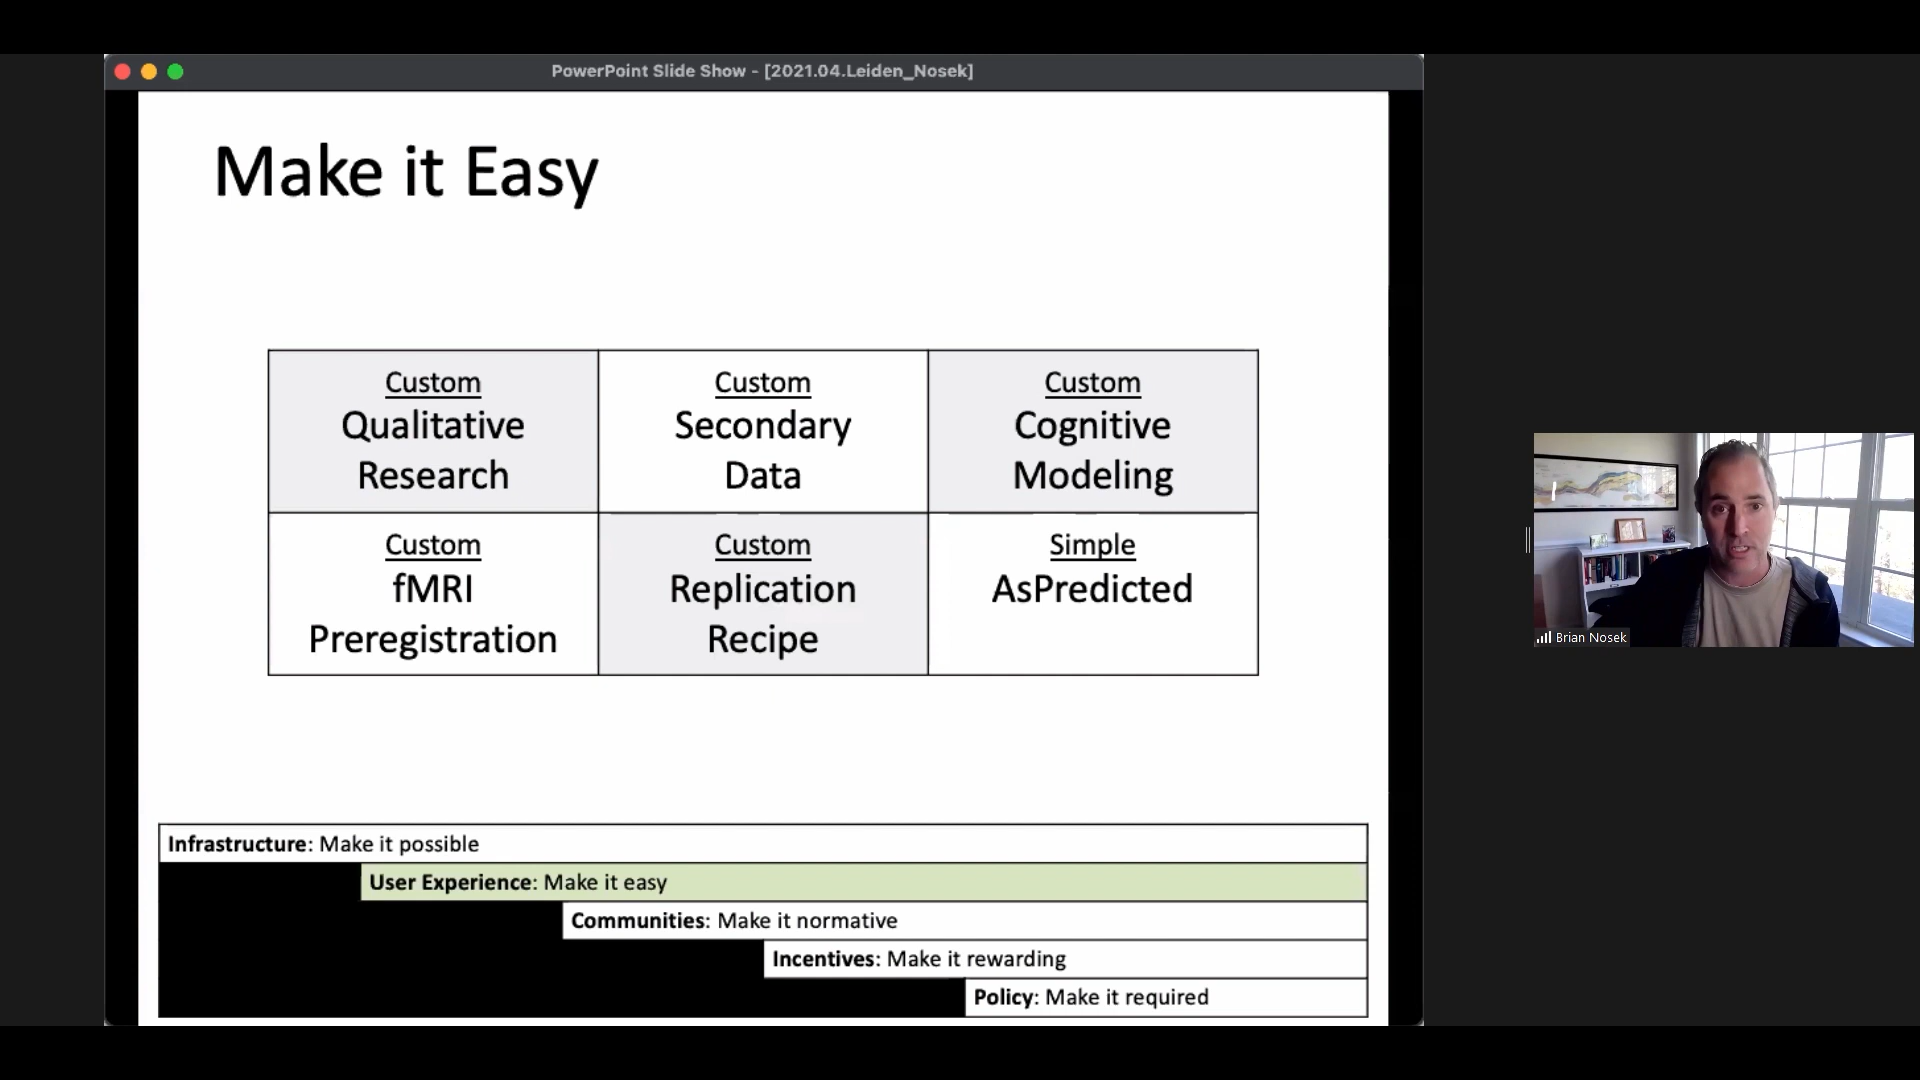 PowerPoint Slide Show - [2021.04.Leiden_Nosek]
Make it Easy
Custom
Qualitative
Research
Custom
Secondary
Data
Custom
Cognitive
Modeling
Custom
fMRI
Preregistration
Custom
Replication
Recipe
Simple
AsPredicted
Infrastructure: Make it possible
User Experience: Make it easy
Communities: Make it normative
Incentives: Make it rewarding
Policy: Make it required
Brian Nosek